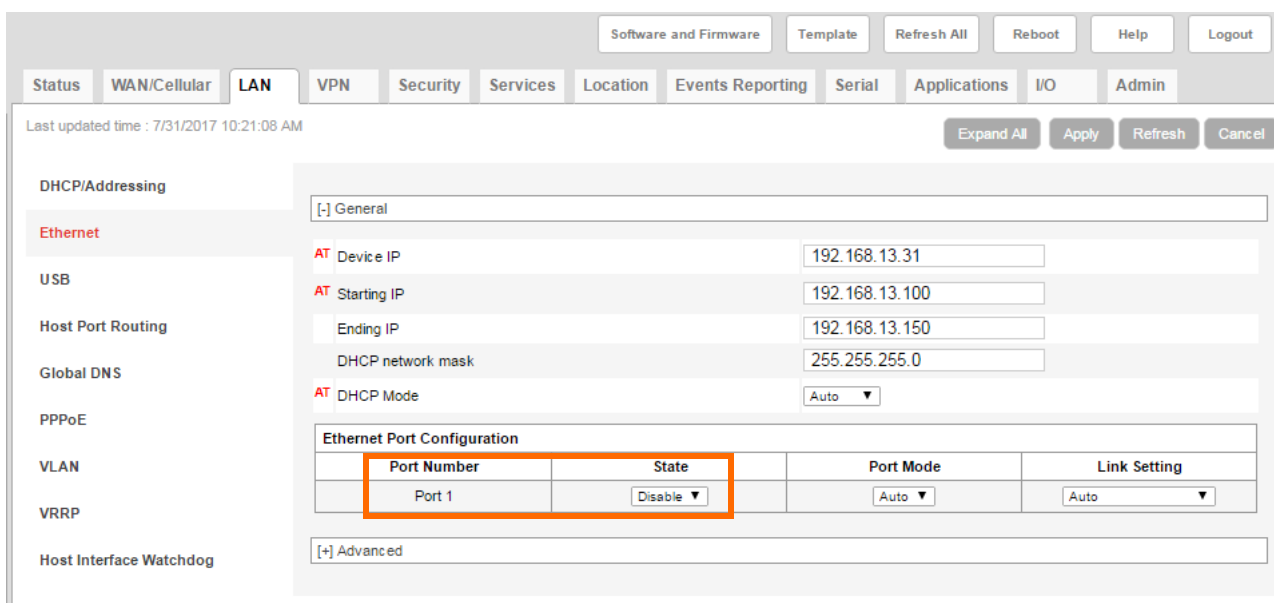 Software and Firmware Template Refresh All Reboot Help Logout
Status WAN/Cellular LAN VPN Security Services Location Events Reporting Serial Applications I/O Admin
Last updated time : 7/31/2017 10:21:08 AM
Expand All Apply Refresh Cancel
DHCP/Addressing
Ethernet
USB
Host Port Routing
Global DNS
PPPoE
VLAN
VRRP
Host Interface Watchdog
[-] General
AT Device IP 192.168.13.31
AT Starting IP 192.168.13.100
Ending IP 192.168.13.150
DHCP network mask 255.255.255.0
AT DHCP Mode Auto
Ethernet Port Configuration
Port Number State Port Mode Link Setting
Port 1 Disable Auto Auto
[+] Advanced